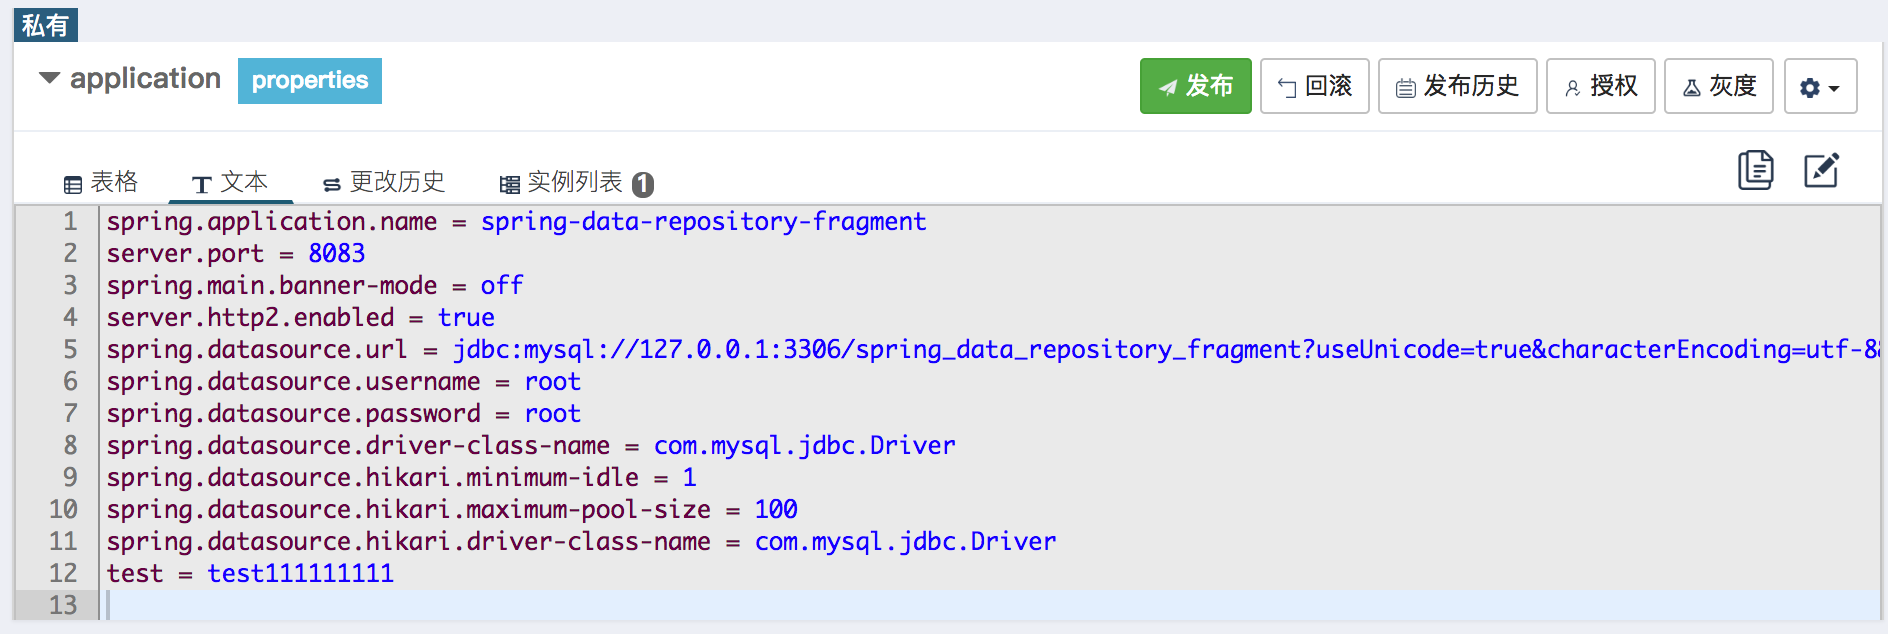 私有
application properties 发布 回滚 发布历史 授权 灰度
表格 文本 更改历史 实例列表 1
1 spring.application.name = spring-data-repository-fragment
2 server.port = 8083
3 spring.main.banner-mode = off
4 server.http2.enabled = true
5 spring.datasource.url = jdbc:mysql://127.0.0.1:3306/spring_data_repository_fragment?useUnicode=true&characterEncoding=utf-8&
6 spring.datasource.username = root
7 spring.datasource.password = root
8 spring.datasource.driver-class-name = com.mysql.jdbc.Driver
9 spring.datasource.hikari.minimum-idle = 1
10 spring.datasource.hikari.maximum-pool-size = 100
11 spring.datasource.hikari.driver-class-name = com.mysql.jdbc.Driver
12 test = test111111111
13